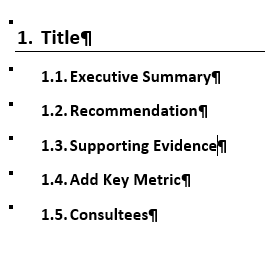 1. Title¶
1.1. Executive Summary¶
1.2. Recommendation¶
1.3. Supporting Evidence¶
1.4. Add Key Metric¶
1.5. Consultees¶